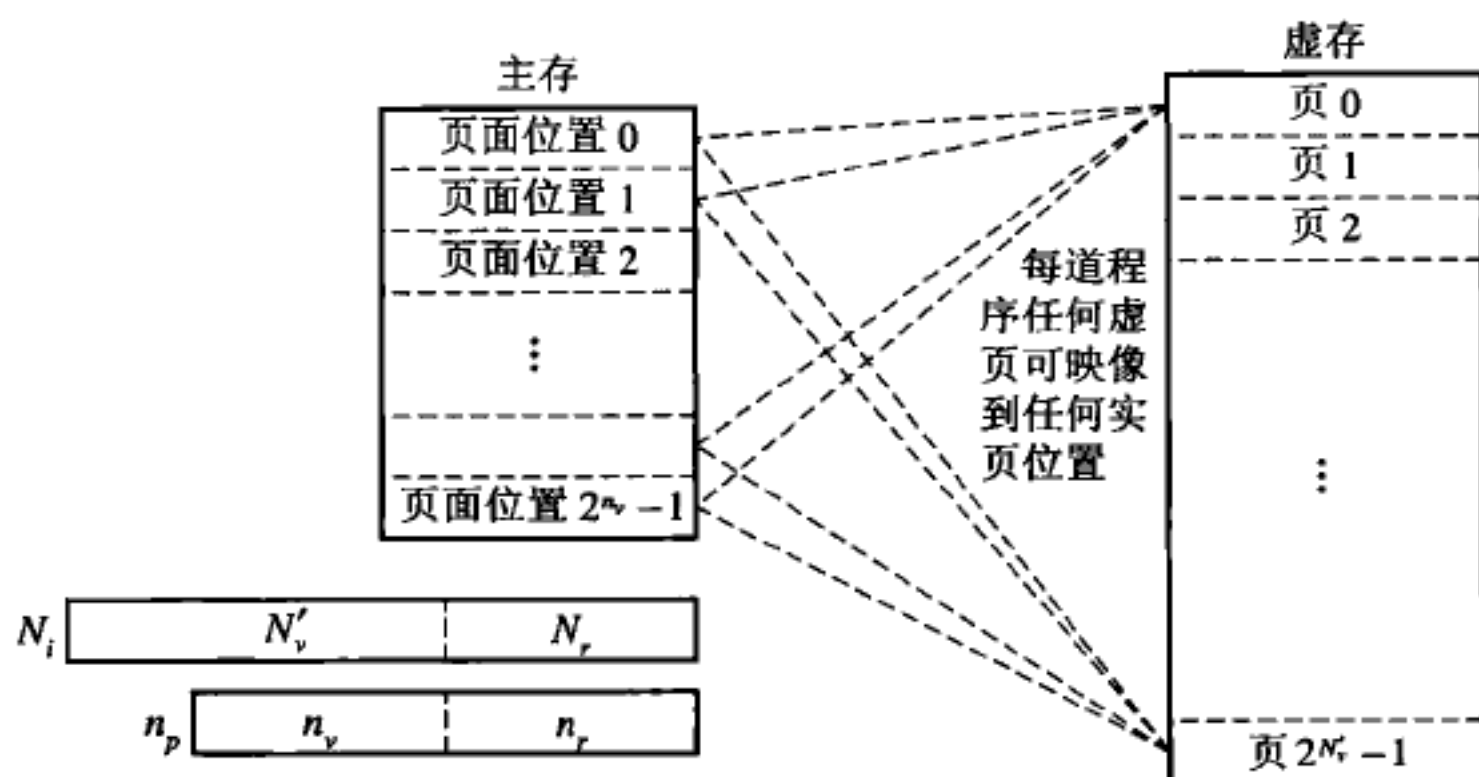 主存
页面位置 0
页面位置 1
页面位置 2
⋮
页面位置 2^{n_v} −1
虚存
页 0
页 1
页 2
⋮
页 2^{N'_v} −1
每道程
序任何虚
页可映像
到任何实
页位置
N_i N'_v N_r
n_p n_v n_r